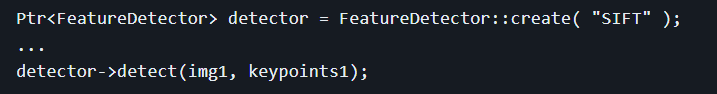 Ptr<FeatureDetector> detector = FeatureDetector::create( "SIFT" );
...
detector->detect(img1, keypoints1);